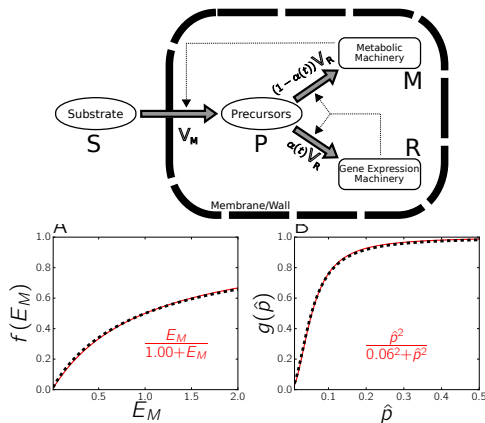 Metabolic
Machinery
M
(1−α(t))V_R
Substrate
S
V_M
Precursors
P
α(t)V_R
R
Gene Expression
Machinery
Membrane/Wall
A
f(E_M)
1.0
0.8
0.6
0.4
0.2
0.0
E_M
1.00+E_M
0.5
1.0
1.5
2.0
E_M
B
g(p̂)
1.0
0.8
0.6
0.4
0.2
0.0
p̂²
0.06²+p̂²
0.1
0.2
0.3
0.4
0.5
p̂